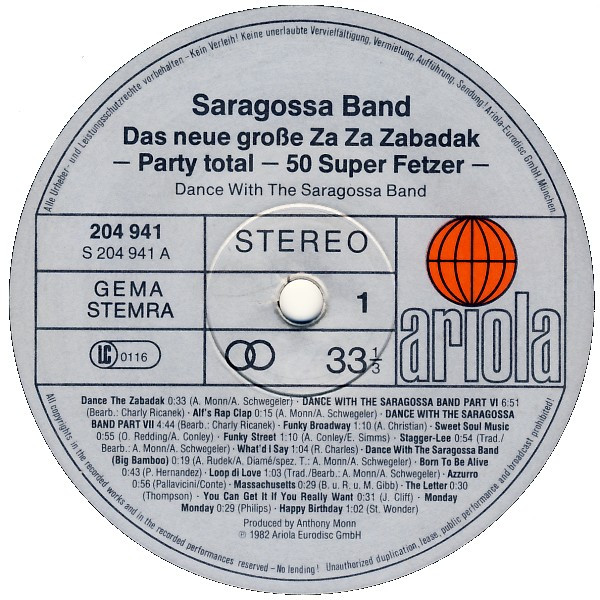 Alle Urheber- und Leistungsschutzrechte vorbehalten - Kein Verleih! Keine unerlaubte Vervielfältigung, Vermietung, Aufführung, Sendung! Ariola-Eurodisc GmbH, München
Saragossa Band
Das neue große Za Za Zabadak
– Party total – 50 Super Fetzer –
Dance With The Saragossa Band
204 941
S 204 941 A
STEREO
GEMA
STEMRA
1
LC 0116
33 1/3
ariola
Dance The Zabadak 0:33 (A. Monn/A. Schwegeler) · DANCE WITH THE SARAGOSSA BAND PART VI 6:51
(Bearb.: Charly Ricanek) · Alf's Rap Clap 0:15 (A. Monn/A. Schwegeler) · DANCE WITH THE SARAGOSSA
BAND PART VII 4:44 (Bearb.: Charly Ricanek) · Funky Broadway 1:10 (A. Christian) · Sweet Soul Music
0:55 (O. Redding/A. Conley) · Funky Street 1:10 (A. Conley/E. Simms) · Stagger-Lee 0:54 (Trad./
Bearb.: A. Monn/A. Schwegeler) · What'd i Say 1:04 (R. Charles) · Dance With The Saragossa Band
(Big Bamboo) 0:19 (A. Rudek/A. Diamé/spez. T.: A. Monn/A. Schwegeler) · Born To Be Alive
0:43 (P. Hernandez) · Loop di Love 1:03 (Trad./Bearb.: A. Monn/A. Schwegeler) · Azzurro
0:56 (Pallavicini/Conte) · Massachusetts 0:29 (B. u. R. u. M. Gibb) · The Letter 0:30
(Thompson) · You Can Get It If You Really Want 0:31 (J. Cliff) · Monday
Monday 0:29 (Philips) · Happy Birthday 1:02 (St. Wonder)
Produced by Anthony Monn
℗ 1982 Ariola Eurodisc GmbH
All copyrights in the recorded works and in the recorded performances reserved – No lending! Unauthorized duplication, lease, public performance and broadcast prohibited!